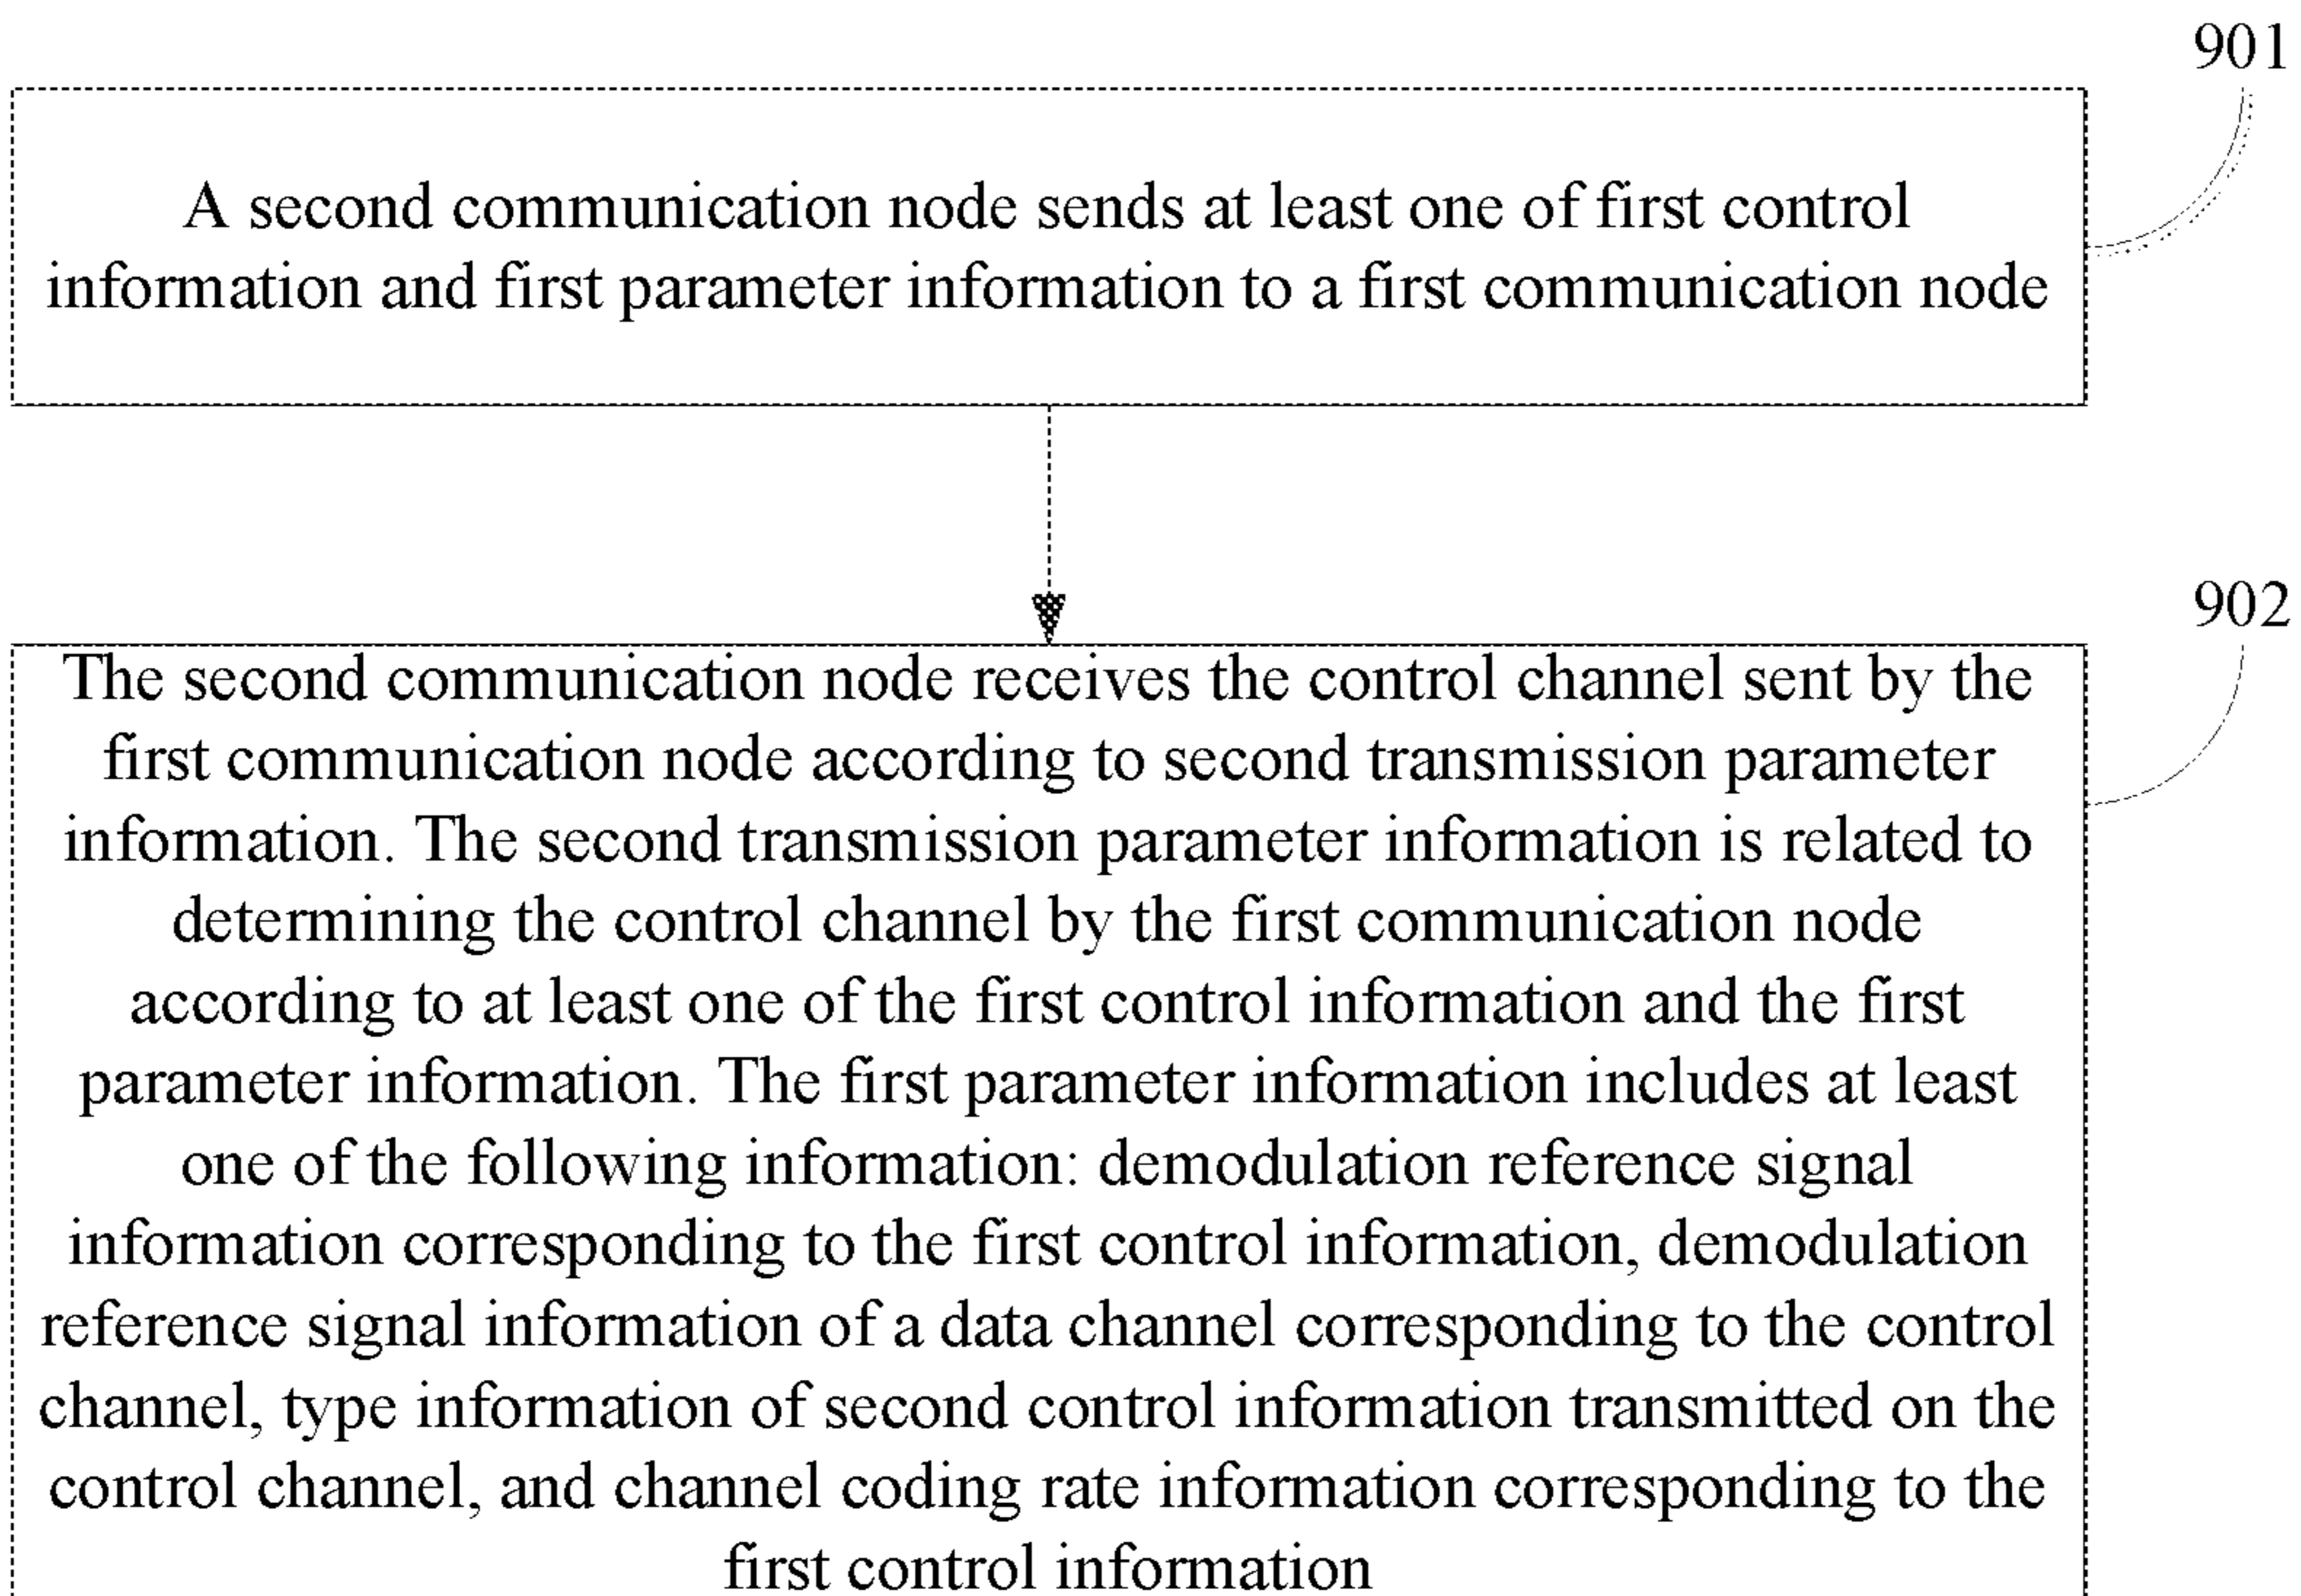 901
A second communication node sends at least one of first control
information and first parameter information to a first communication node
902
The second communication node receives the control channel sent by the
first communication node according to second transmission parameter
information. The second transmission parameter information is related to
determining the control channel by the first communication node
according to at least one of the first control information and the first
parameter information. The first parameter information includes at least
one of the following information: demodulation reference signal
information corresponding to the first control information, demodulation
reference signal information of a data channel corresponding to the control
channel, type information of second control information transmitted on the
control channel, and channel coding rate information corresponding to the
first control information